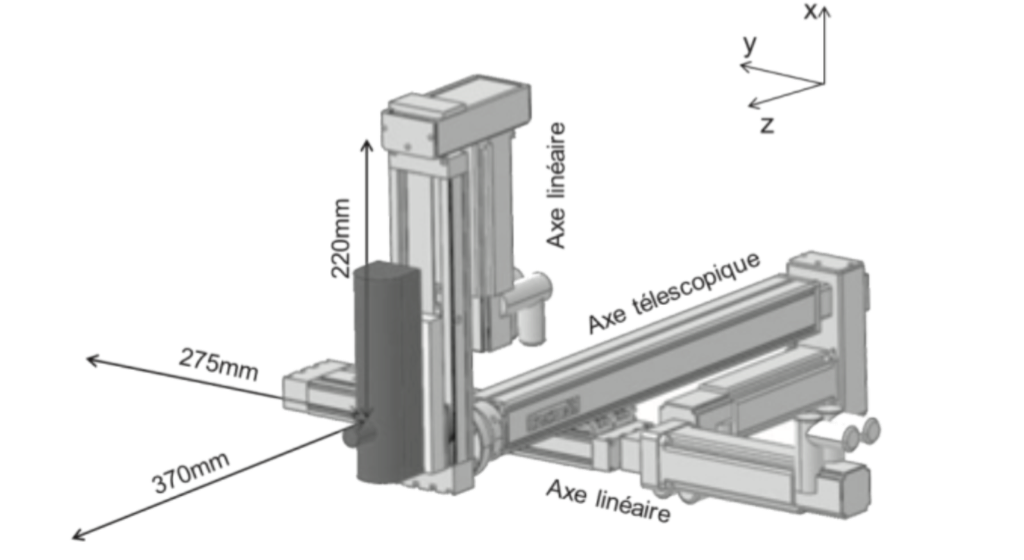 x
y
z
Axe linéaire
220mm
Axe télescopique
275mm
370mm
Axe linéaire